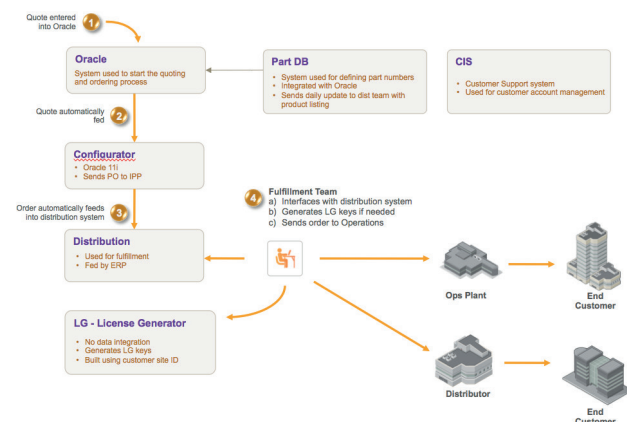 Quote entered
into Oracle
1
Oracle
System used to start the quoting
and ordering process
Part DB
• System used for defining part numbers
• Integrated with Oracle
• Sends daily update to dist team with
product listing
CIS
• Customer Support system
• Used for customer account management
Quote automatically
fed
2
Configurator
• Oracle 11i
• Sends PO to IPP
Order automatically feeds
into distribution system
3
4
Fulfillment Team
a) Interfaces with distribution system
b) Generates LG keys if needed
c) Sends order to Operations
Distribution
• Used for fulfillment
• Fed by ERP
Ops Plant
End
Customer
LG - License Generator
• No data integration
• Generates LG keys
• Built using customer site ID
Distributor
End
Customer